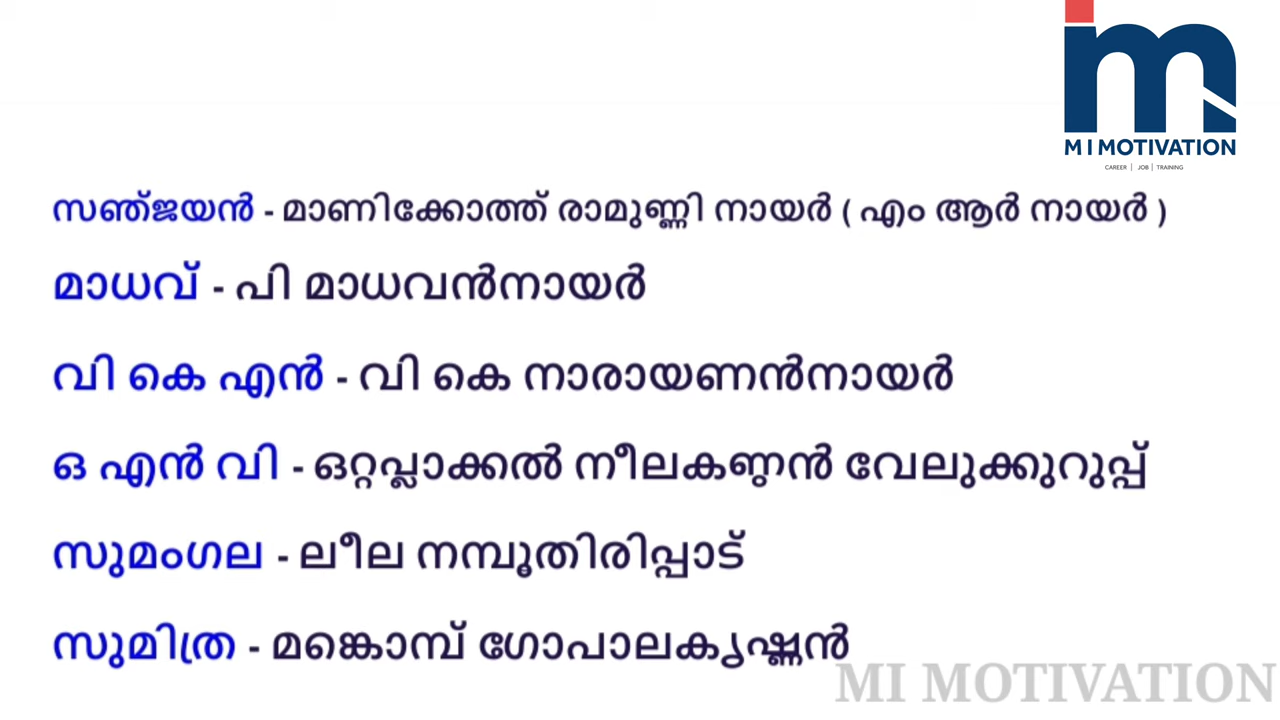 M I MOTIVATION
CAREER | JOB | TRAINING
സഞ്ജയൻ - മാണിക്കോത്ത് രാമുണ്ണി നായർ ( എം ആർ നായർ )
മാധവ് - പി മാധവൻനായർ
വി കെ എൻ - വി കെ നാരായണൻനായർ
ഒ എൻ വി - ഒറ്റപ്ലാക്കൽ നീലകണ്ഠൻ വേലുക്കുറുപ്പ്
സുമംഗല - ലീല നമ്പൂതിരിപ്പാട്
സുമിത്ര - മങ്കൊമ്പ് ഗോപാലകൃഷ്ണൻ
MI MOTIVATION